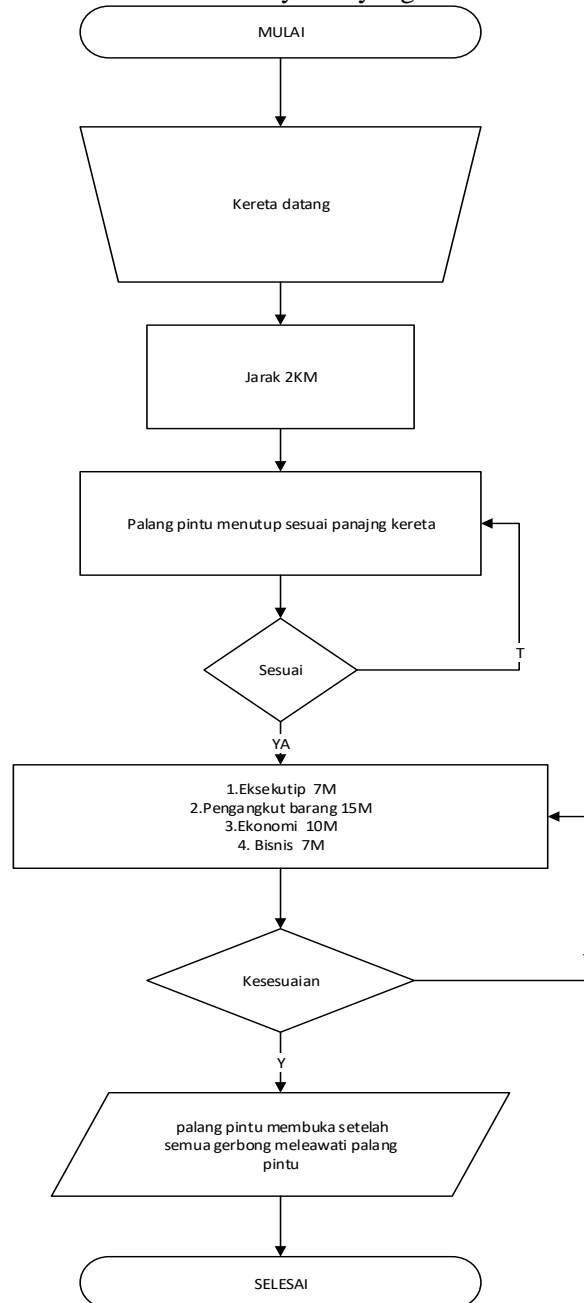 MULAI
Kereta datang
Jarak 2KM
Palang pintu menutup sesuai panajng kereta
Sesuai
T
YA
1.Eksekutip 7M
2.Pengangkut barang 15M
3.Ekonomi 10M
4. Bisnis 7M
Kesesuaian
Y
palang pintu membuka setelah
semua gerbong meleawati palang
pintu
SELESAI